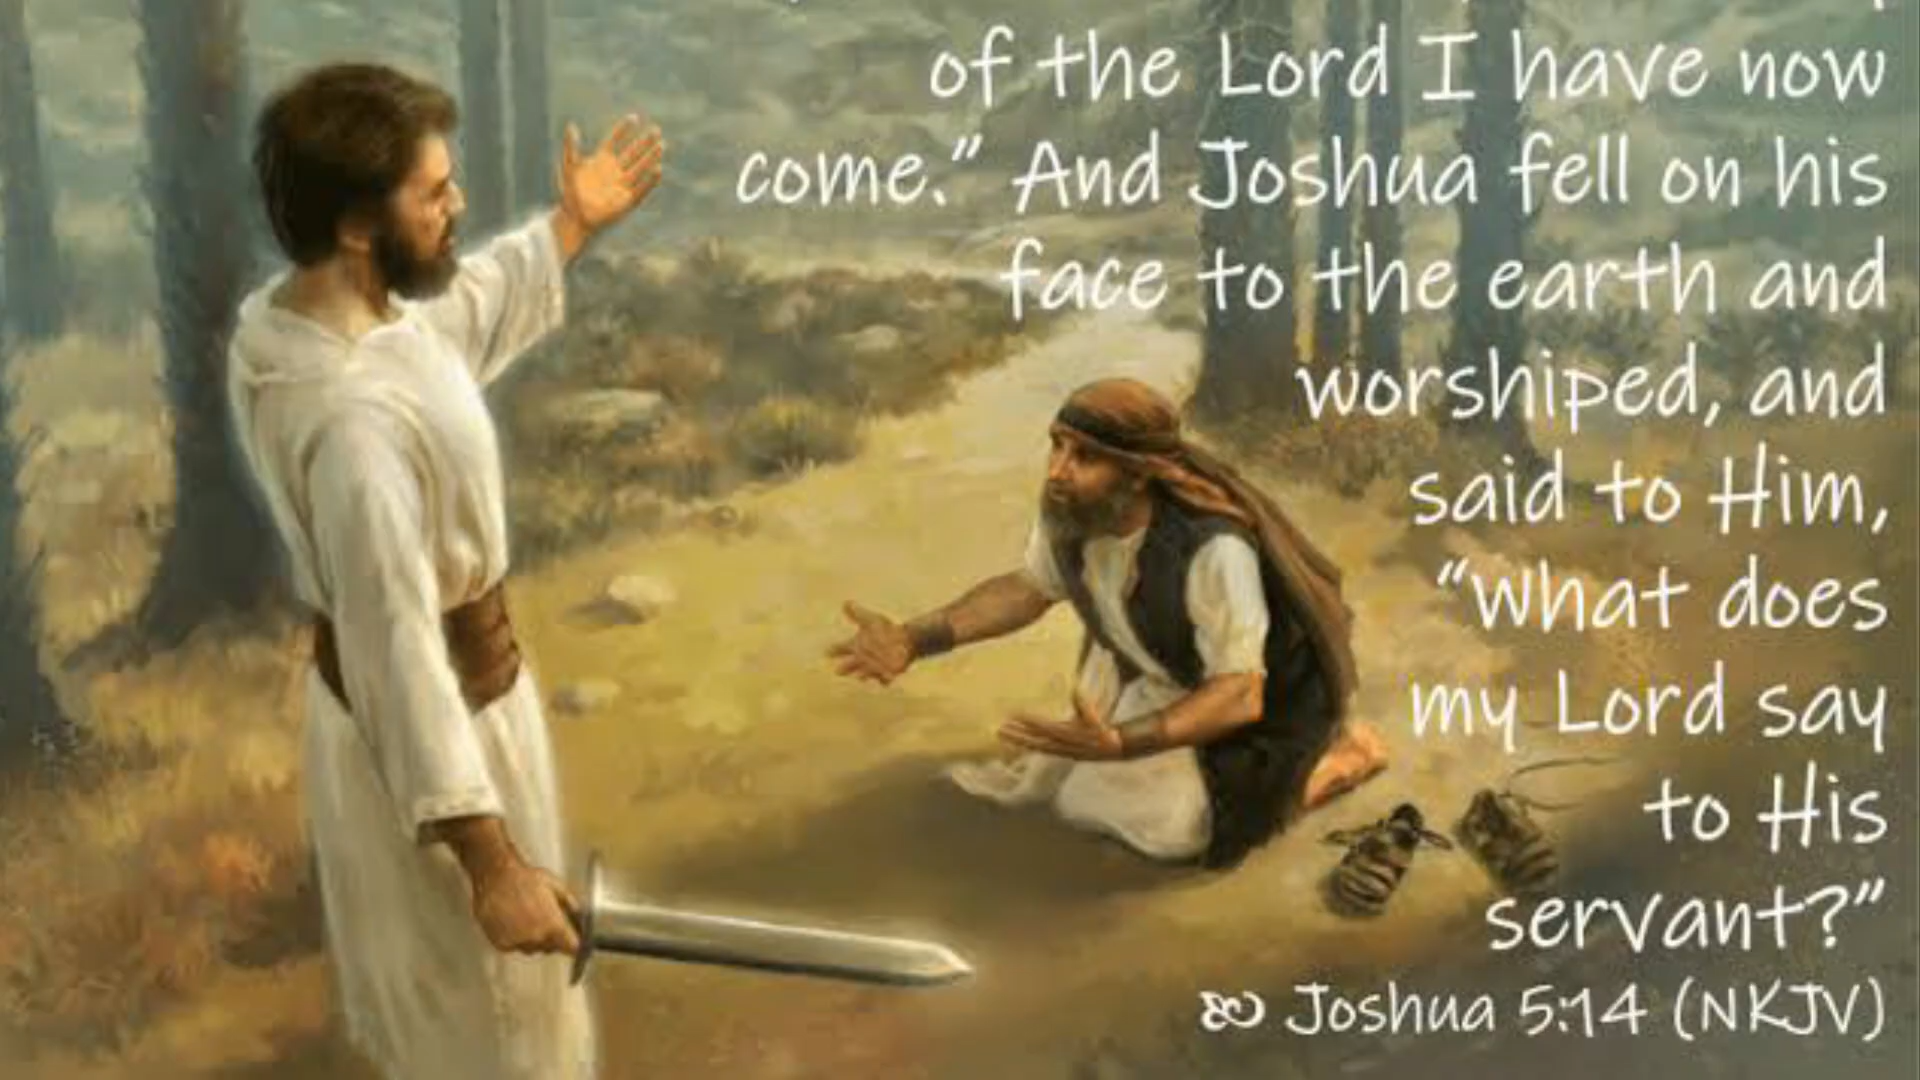 of the Lord I have now
come.” And Joshua fell on his
face to the earth and
worshiped, and
said to Him,
“What does
my Lord say
to His
servant?”
Joshua 5:14 (NKJV)